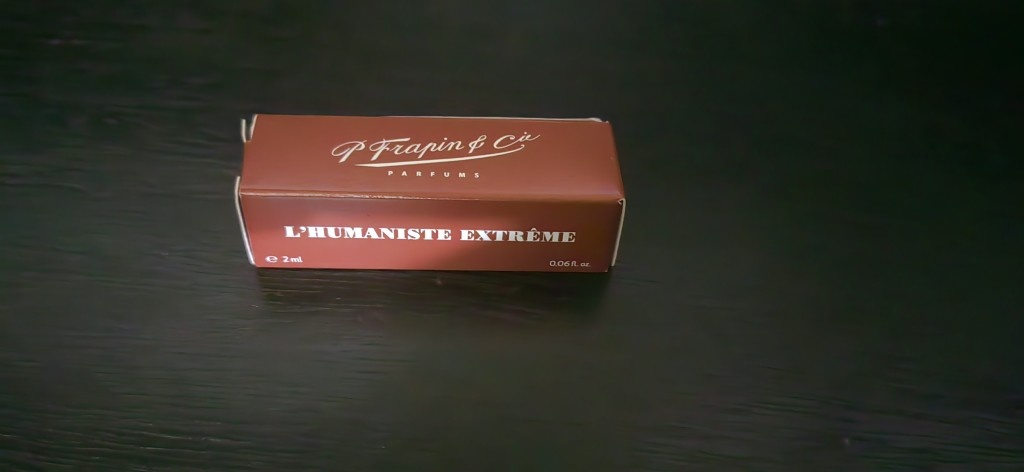 P Frapin & Cie
PARFUMS
L'HUMANISTE EXTRÊME
℮ 2 ml
0.06 fl. oz.